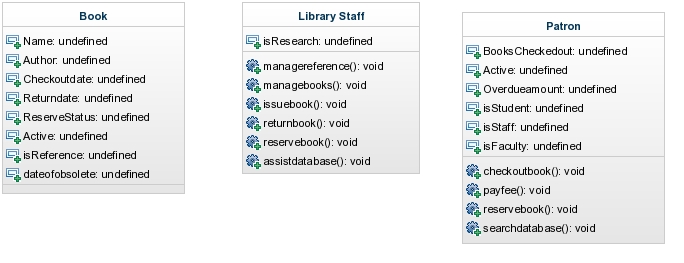 Book
Name: undefined
Author: undefined
Checkoutdate: undefined
Returndate: undefined
ReserveStatus: undefined
Active: undefined
isReference: undefined
dateofobsolete: undefined
Library Staff
isResearch: undefined
managereference(): void
managebooks(): void
issuebook(): void
returnbook(): void
reservebook(): void
assistdatabase(): void
Patron
BooksCheckedout: undefined
Active: undefined
Overdueamount: undefined
isStudent: undefined
isStaff: undefined
isFaculty: undefined
checkoutbook(): void
payfee(): void
reservebook(): void
searchdatabase(): void